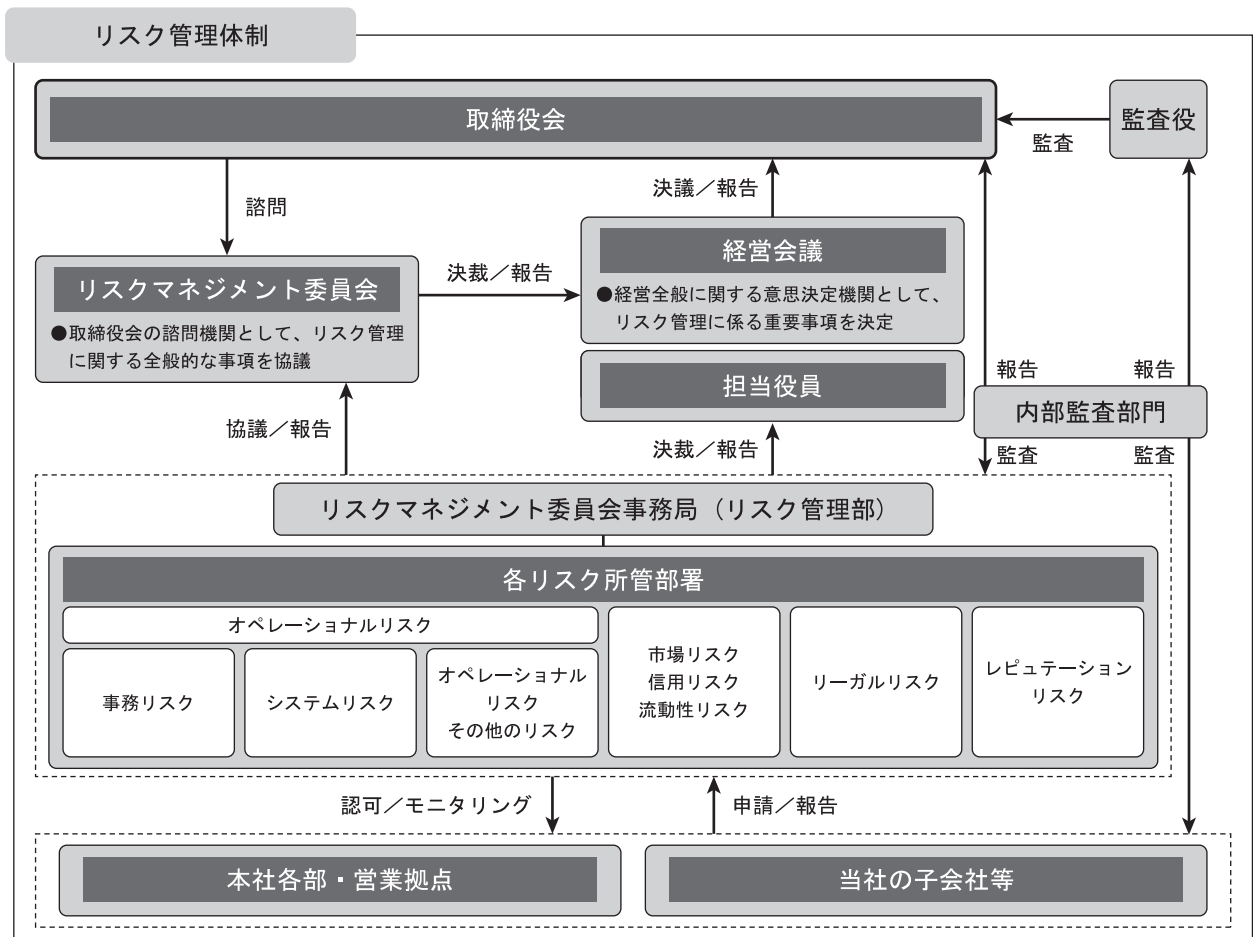 リスク管理体制
取締役会
監査役
監査
諮問
決議／報告
リスクマネジメント委員会
●取締役会の諮問機関として、リスク管理
に関する全般的な事項を協議
決裁／報告
経営会議
●経営全般に関する意思決定機関として、
リスク管理に係る重要事項を決定
担当役員
報告
報告
内部監査部門
監査
監査
協議／報告
決裁／報告
リスクマネジメント委員会事務局（リスク管理部）
各リスク所管部署
オペレーショナルリスク
事務リスク
システムリスク
オペレーショナル
リスク
その他のリスク
市場リスク
信用リスク
流動性リスク
リーガルリスク
レピュテーション
リスク
認可／モニタリング
申請／報告
本社各部・営業拠点
当社の子会社等